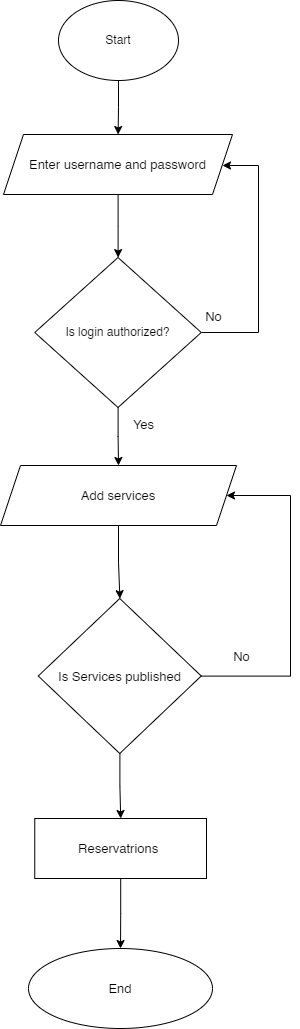 Start
Enter username and password
Is login authorized?
No
Yes
Add services
No
Is Services published
Reservatrions
End